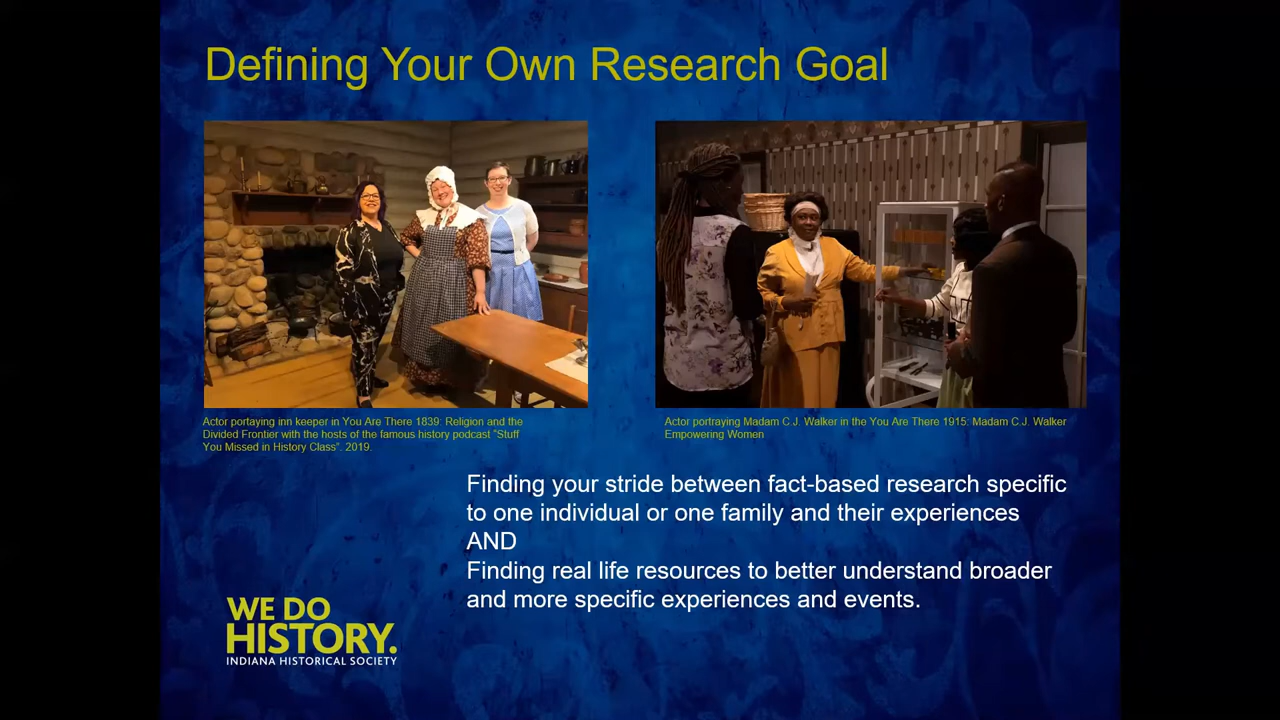 Defining Your Own Research Goal
Actor portaying inn keeper in You Are There 1839: Religion and the
Divided Frontier with the hosts of the famous history podcast "Stuff
You Missed in History Class". 2019.
Actor portraying Madam C.J. Walker in the You Are There 1915: Madam C.J. Walker
Empowering Women
Finding your stride between fact-based research specific
to one individual or one family and their experiences
AND
Finding real life resources to better understand broader
and more specific experiences and events.
WE DO
HISTORY.
INDIANA HISTORICAL SOCIETY